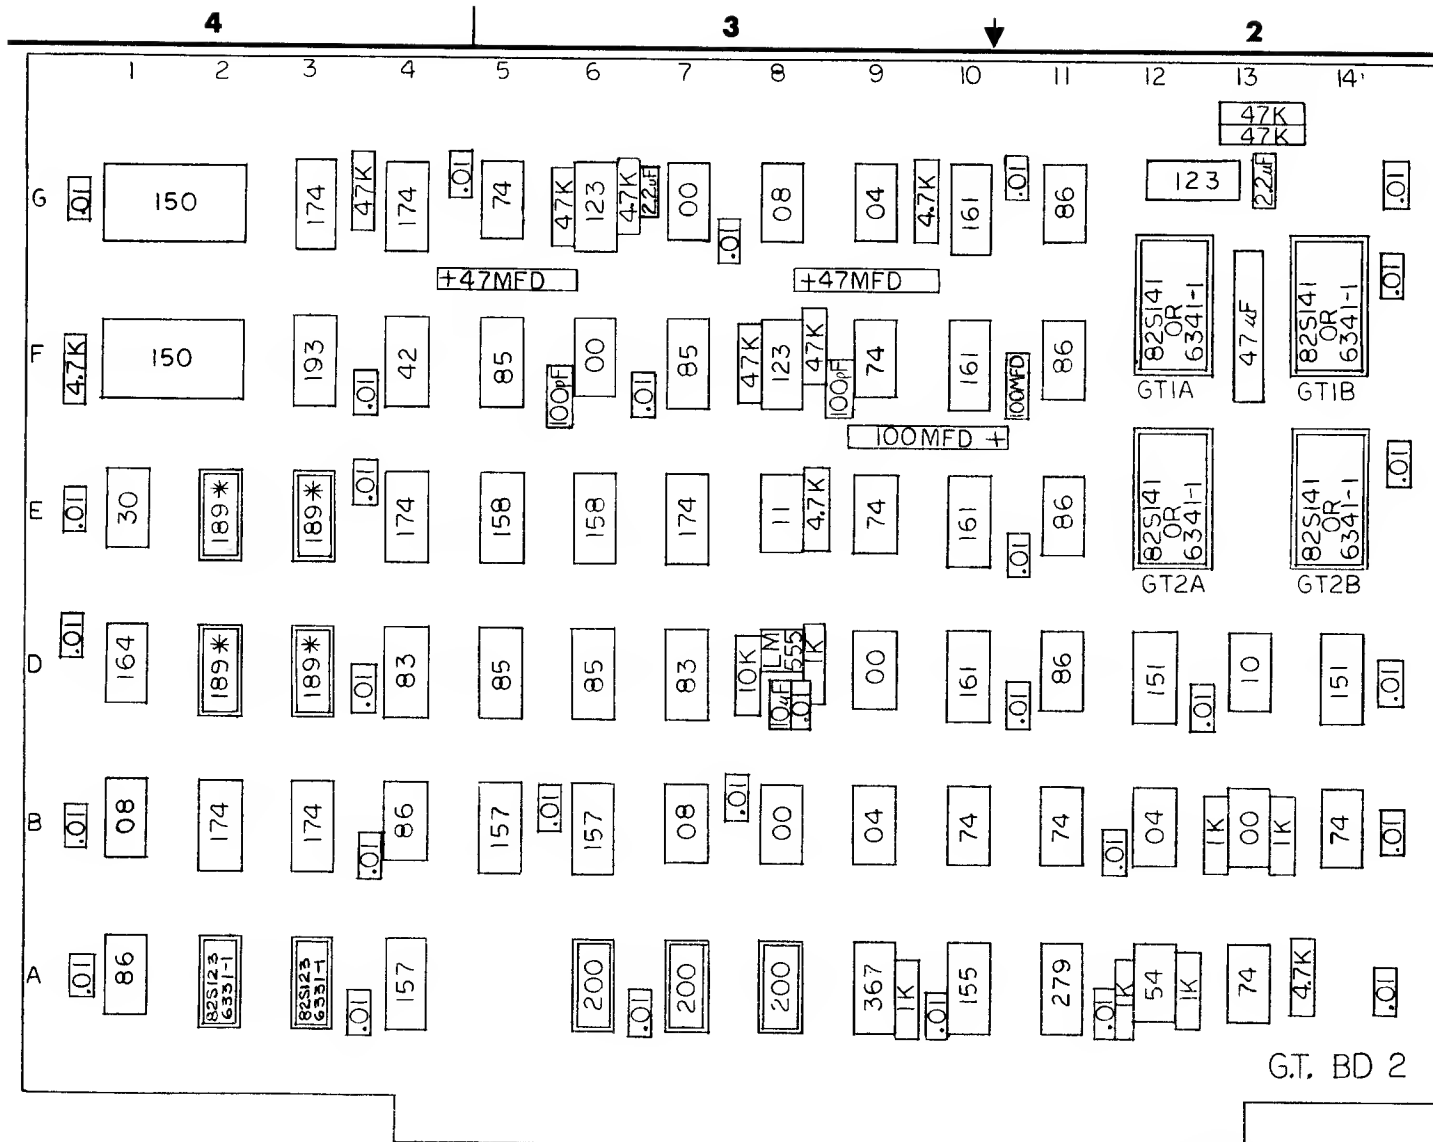 4 3 2
1 2 3 4 5 6 7 8 9 10 11 12 13 14
47K
47K
G .01 150 174 47K 174 .01 74 47K 123 4.7K 2.2uF 00 .01 08 04 4.7K 161 .01 86 123 2.2uF .01
+47MFD +47MFD
F 4.7K 150 193 .01 42 85 100pF 00 .01 85 47K 123 47K 100pF 74 161 100MFD 86 82S141 OR 6341-1 47uF 82S141 OR 6341-1 .01
GT1A GT1B
100MFD +
E .01 30 189* 189* .01 174 158 158 174 11 4.7K 74 161 .01 86 82S141 OR 6341-1 82S141 OR 6341-1 .01
GT2A GT2B
D .01 164 189* 189* .01 83 85 85 83 10K LM 555 1K 10uF .01 00 161 .01 86 151 .01 10 151 .01
B .01 08 174 174 .01 86 157 .01 157 08 .01 00 04 74 74 .01 04 1K 00 1K 74 .01
A .01 86 82S123 6331-1 82S123 6331-1 .01 157 200 .01 200 200 367 1K .01 155 279 .01 1K 54 1K 74 4.7K .01
G.T. BD 2